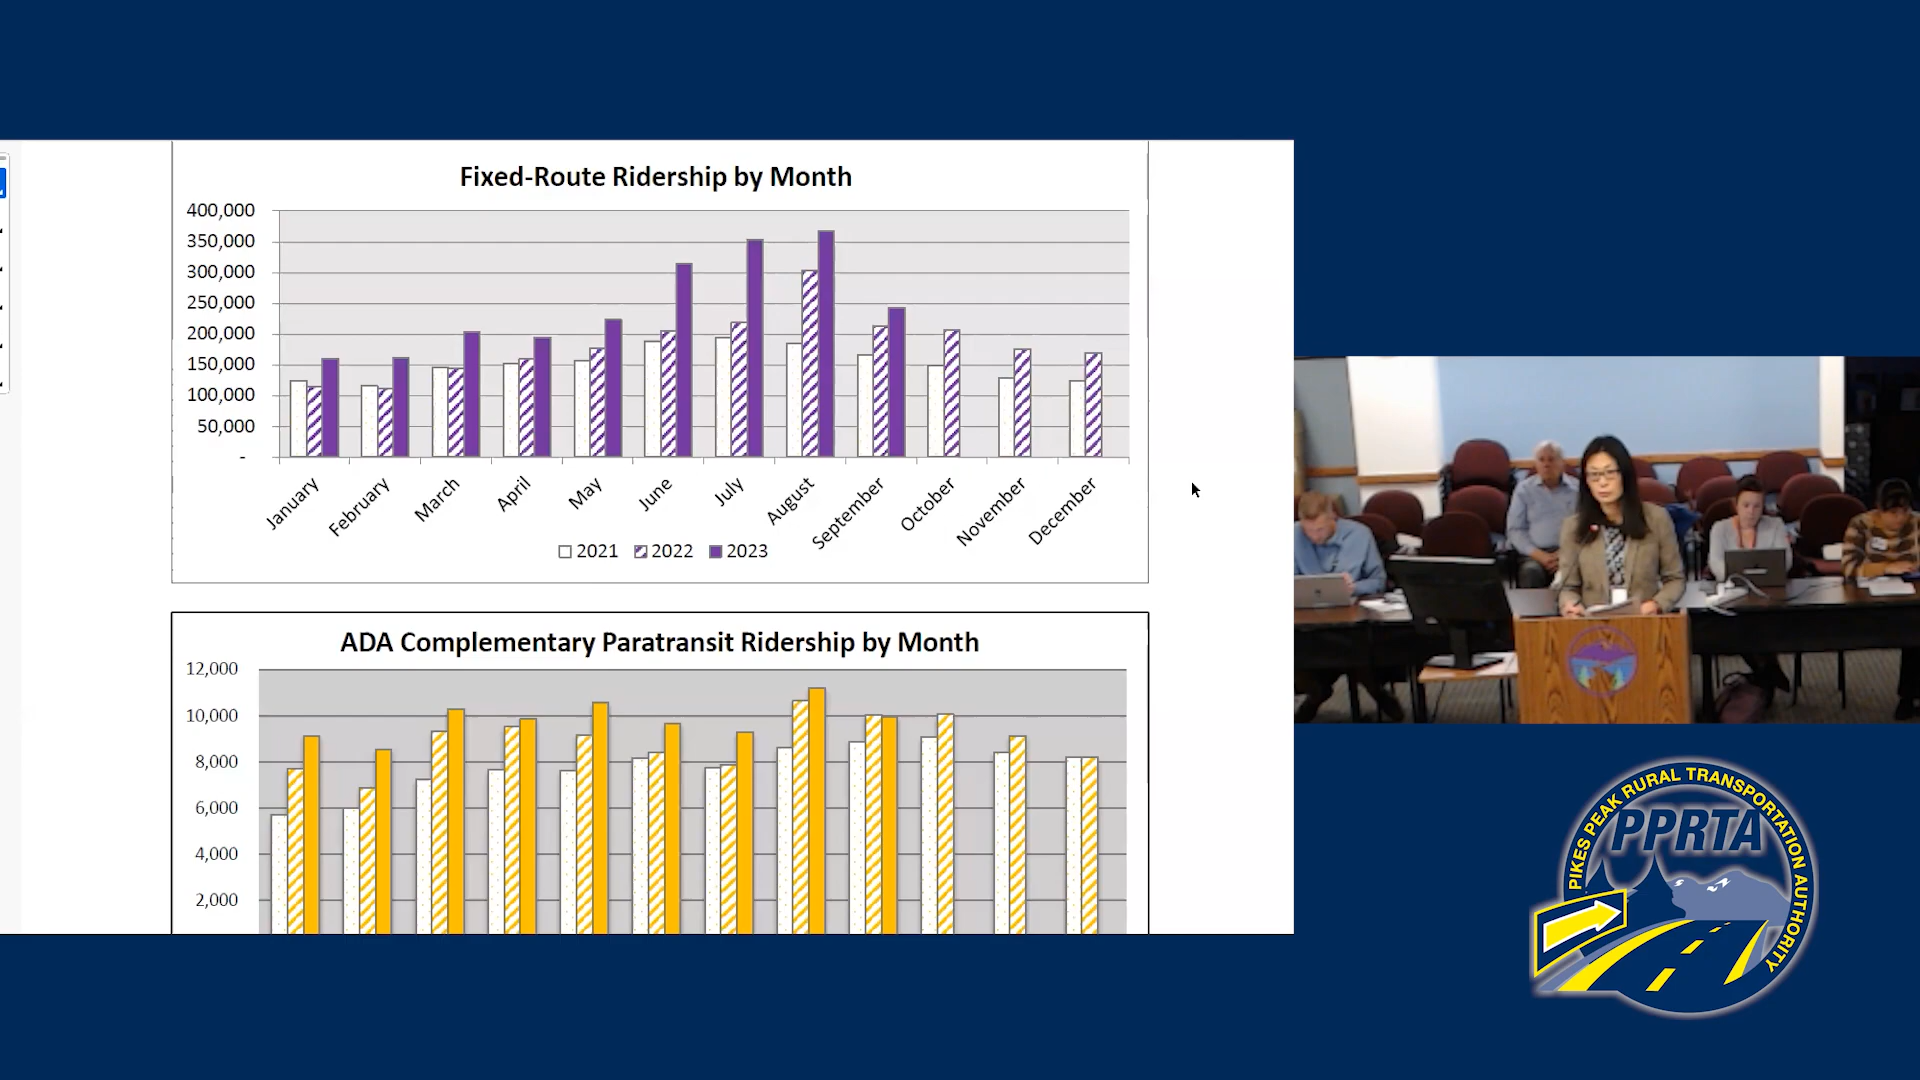 Fixed-Route Ridership by Month
400,000
350,000
300,000
250,000
200,000
150,000
100,000
50,000
-
January February March April May June July August September October November December
2021 2022 2023
ADA Complementary Paratransit Ridership by Month
12,000
10,000
8,000
6,000
4,000
2,000
PIKES PEAK RURAL TRANSPORTATION AUTHORITY
PPRTA